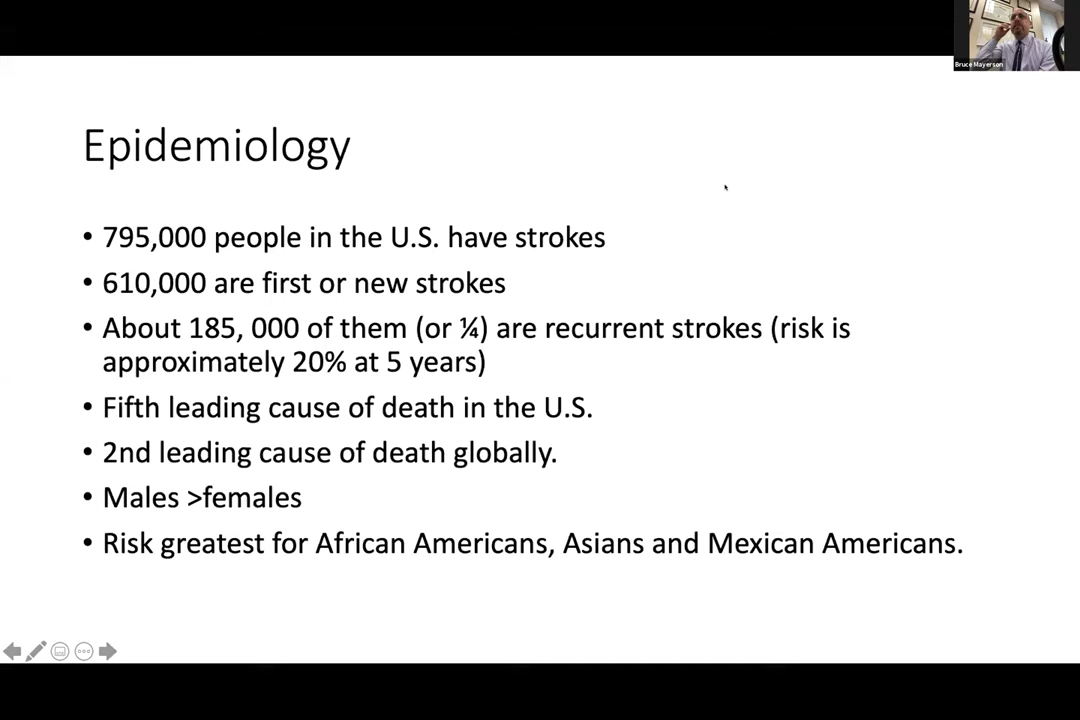 Bruce Mayerson
Epidemiology
• 795,000 people in the U.S. have strokes
• 610,000 are first or new strokes
• About 185, 000 of them (or ¼) are recurrent strokes (risk is
approximately 20% at 5 years)
• Fifth leading cause of death in the U.S.
• 2nd leading cause of death globally.
• Males >females
• Risk greatest for African Americans, Asians and Mexican Americans.